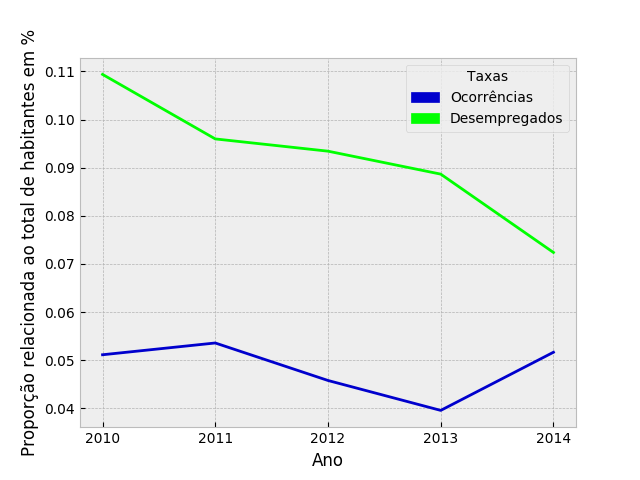 Proporção relacionada ao total de habitantes em %
0.11
0.10
0.09
0.08
0.07
0.06
0.05
0.04
Taxas
Ocorrências
Desempregados
2010 2011 2012 2013 2014
Ano